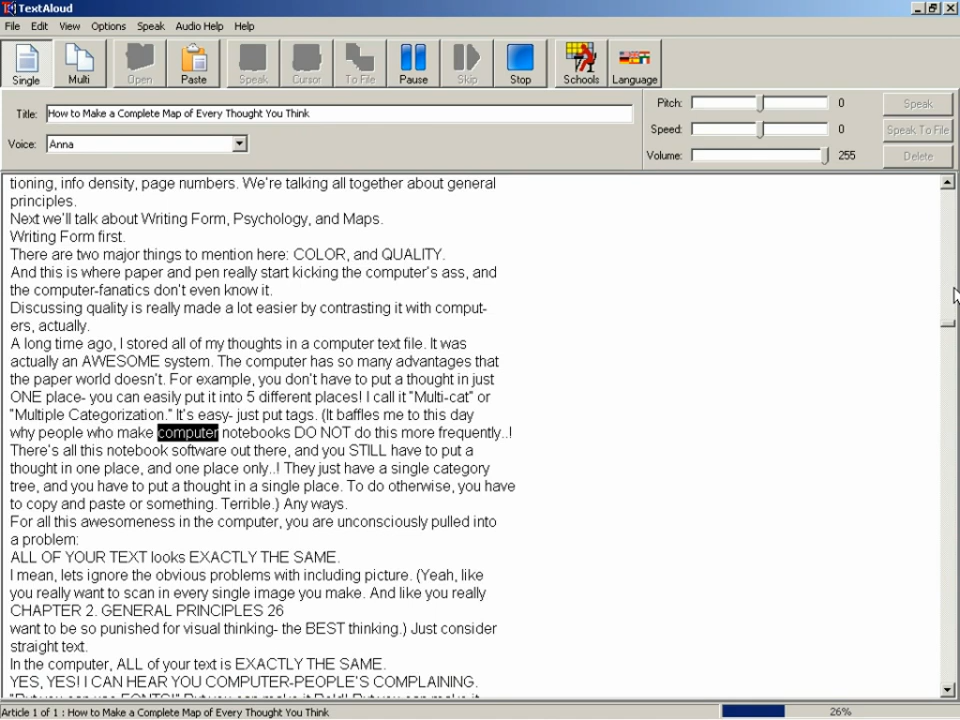 TextAloud
File Edit View Options Speak Audio Help Help
Single Multi Open Paste Speak Cursor To File Pause Skip Stop Schools Language
Title: How to Make a Complete Map of Every Thought You Think
Voice: Anna
Pitch: 0 Speak
Speed: 0 Speak To File
Volume: 255 Delete
tioning, info density, page numbers. We're talking all together about general
principles.
Next we'll talk about Writing Form, Psychology, and Maps.
Writing Form first.
There are two major things to mention here: COLOR, and QUALITY.
And this is where paper and pen really start kicking the computer's ass, and
the computer-fanatics don't even know it.
Discussing quality is really made a lot easier by contrasting it with comput-
ers, actually.
A long time ago, I stored all of my thoughts in a computer text file. It was
actually an AWESOME system. The computer has so many advantages that
the paper world doesn't. For example, you don't have to put a thought in just
ONE place- you can easily put it into 5 different places! I call it "Multi-cat" or
"Multiple Categorization." It's easy- just put tags. (It baffles me to this day
why people who make computer notebooks DO NOT do this more frequently..!
There's all this notebook software out there, and you STILL have to put a
thought in one place, and one place only..! They just have a single category
tree, and you have to put a thought in a single place. To do otherwise, you have
to copy and paste or something. Terrible.) Any ways.
For all this awesomeness in the computer, you are unconsciously pulled into
a problem:
ALL OF YOUR TEXT looks EXACTLY THE SAME.
I mean, lets ignore the obvious problems with including picture. (Yeah, like
you really want to scan in every single image you make. And like you really
CHAPTER 2. GENERAL PRINCIPLES 26
want to be so punished for visual thinking- the BEST thinking.) Just consider
straight text.
In the computer, ALL of your text is EXACTLY THE SAME.
YES, YES! I CAN HEAR YOU COMPUTER-PEOPLE'S COMPLAINING.
"But you can use FONTS!" But you can make it Bold! But you can make it
Article 1 of 1 : How to Make a Complete Map of Every Thought You Think 26%